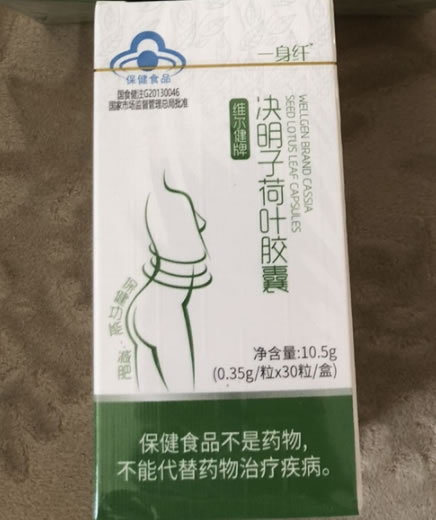 一身纤
保健食品
国食健注G20130046
国家市场监督管理总局批准
维尔健牌
决明子荷叶胶囊
WELLGEN BRAND CASSIA
SEED LOTUS LEAF CAPSULES
保健功能:减肥
净含量:10.5g
(0.35g/粒x30粒/盒)
保健食品不是药物，
不能代替药物治疗疾病。